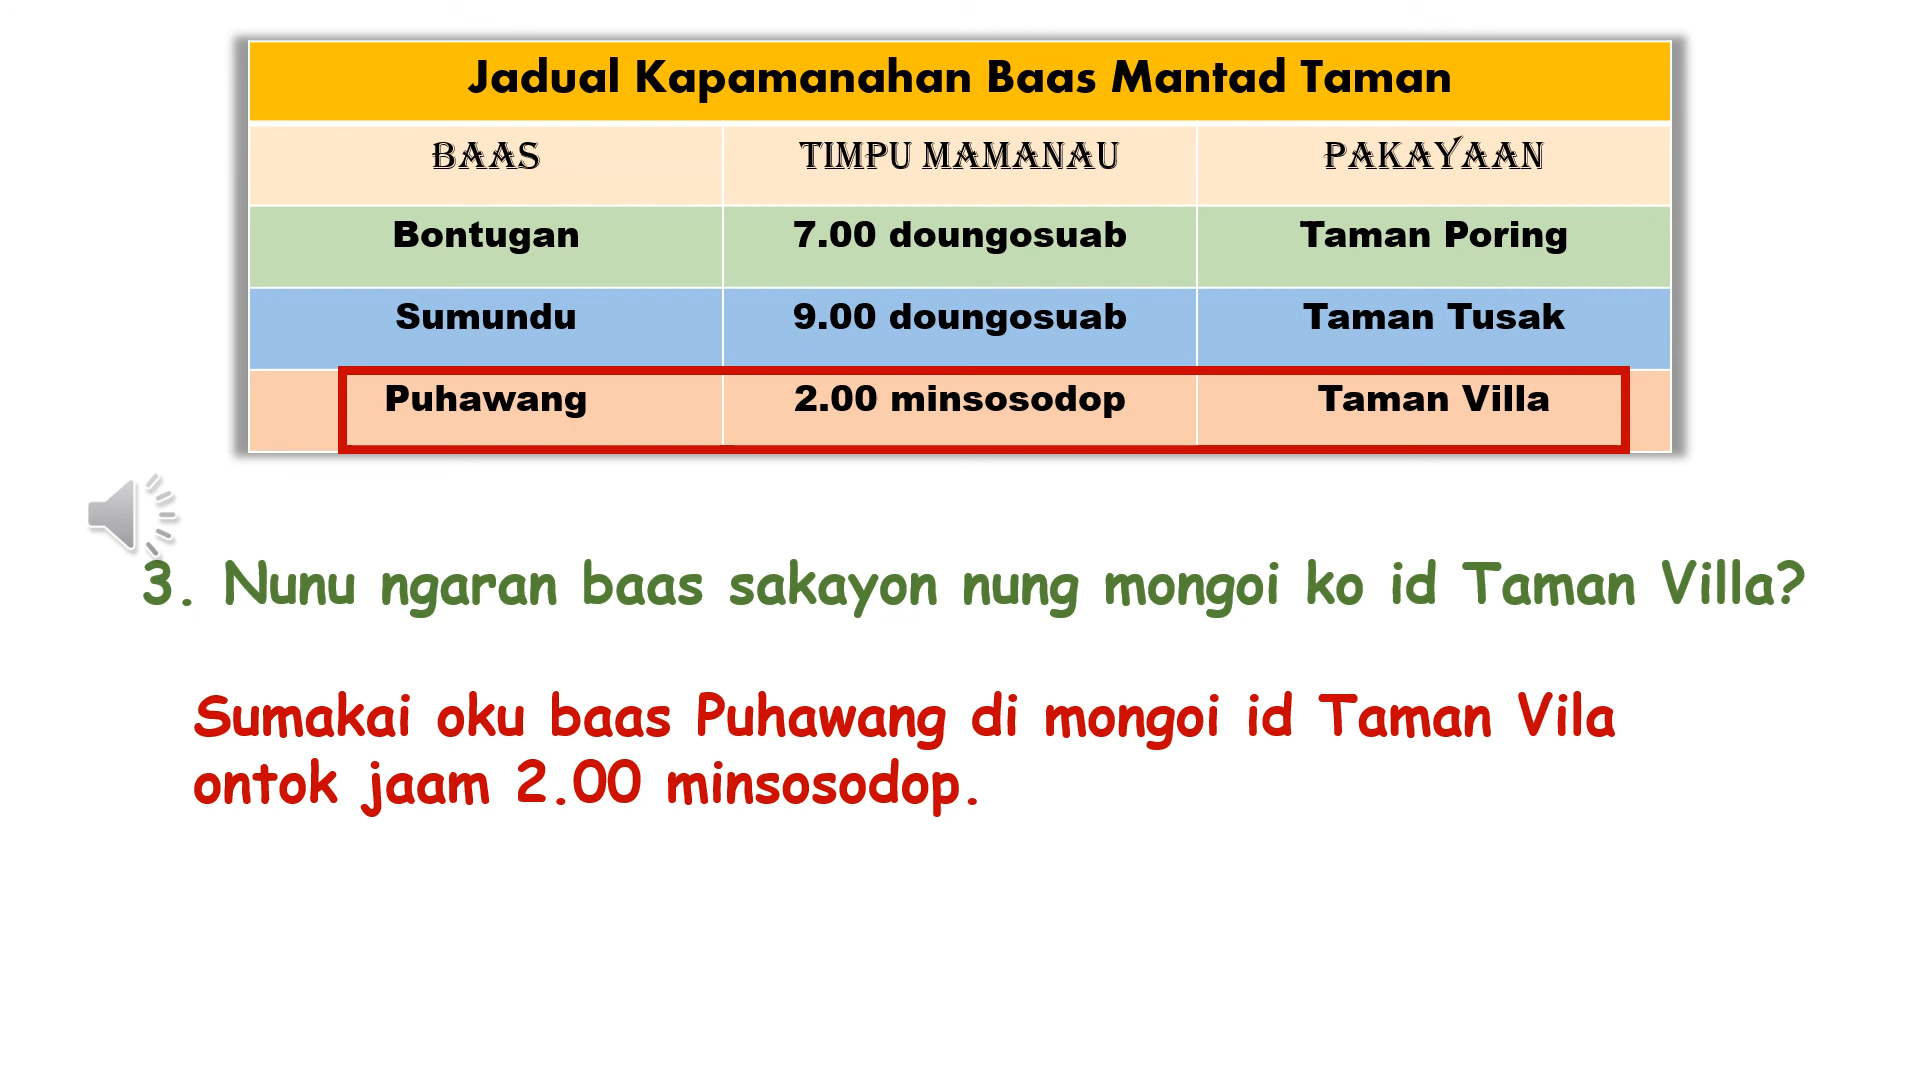 Jadual Kapamanahan Baas Mantad Taman
BAAS TIMPU MAMANAU PAKAYAAN
Bontugan 7.00 doungosuab Taman Poring
Sumundu 9.00 doungosuab Taman Tusak
Puhawang 2.00 minsosodop Taman Villa
3. Nunu ngaran baas sakayon nung mongoi ko id Taman Villa?
Sumakai oku baas Puhawang di mongoi id Taman Vila
ontok jaam 2.00 minsosodop.